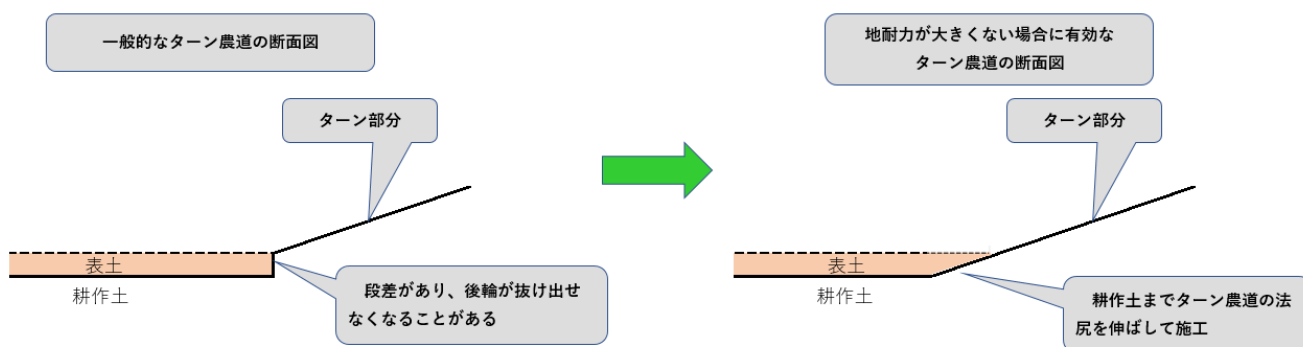 一般的なターン農道の断面図
ターン部分
表土
耕作土
段差があり、後輪が抜け出せ
なくなることがある
地耐力が大きくない場合に有効な
ターン農道の断面図
ターン部分
表土
耕作土
耕作土までターン農道の法
尻を伸ばして施工